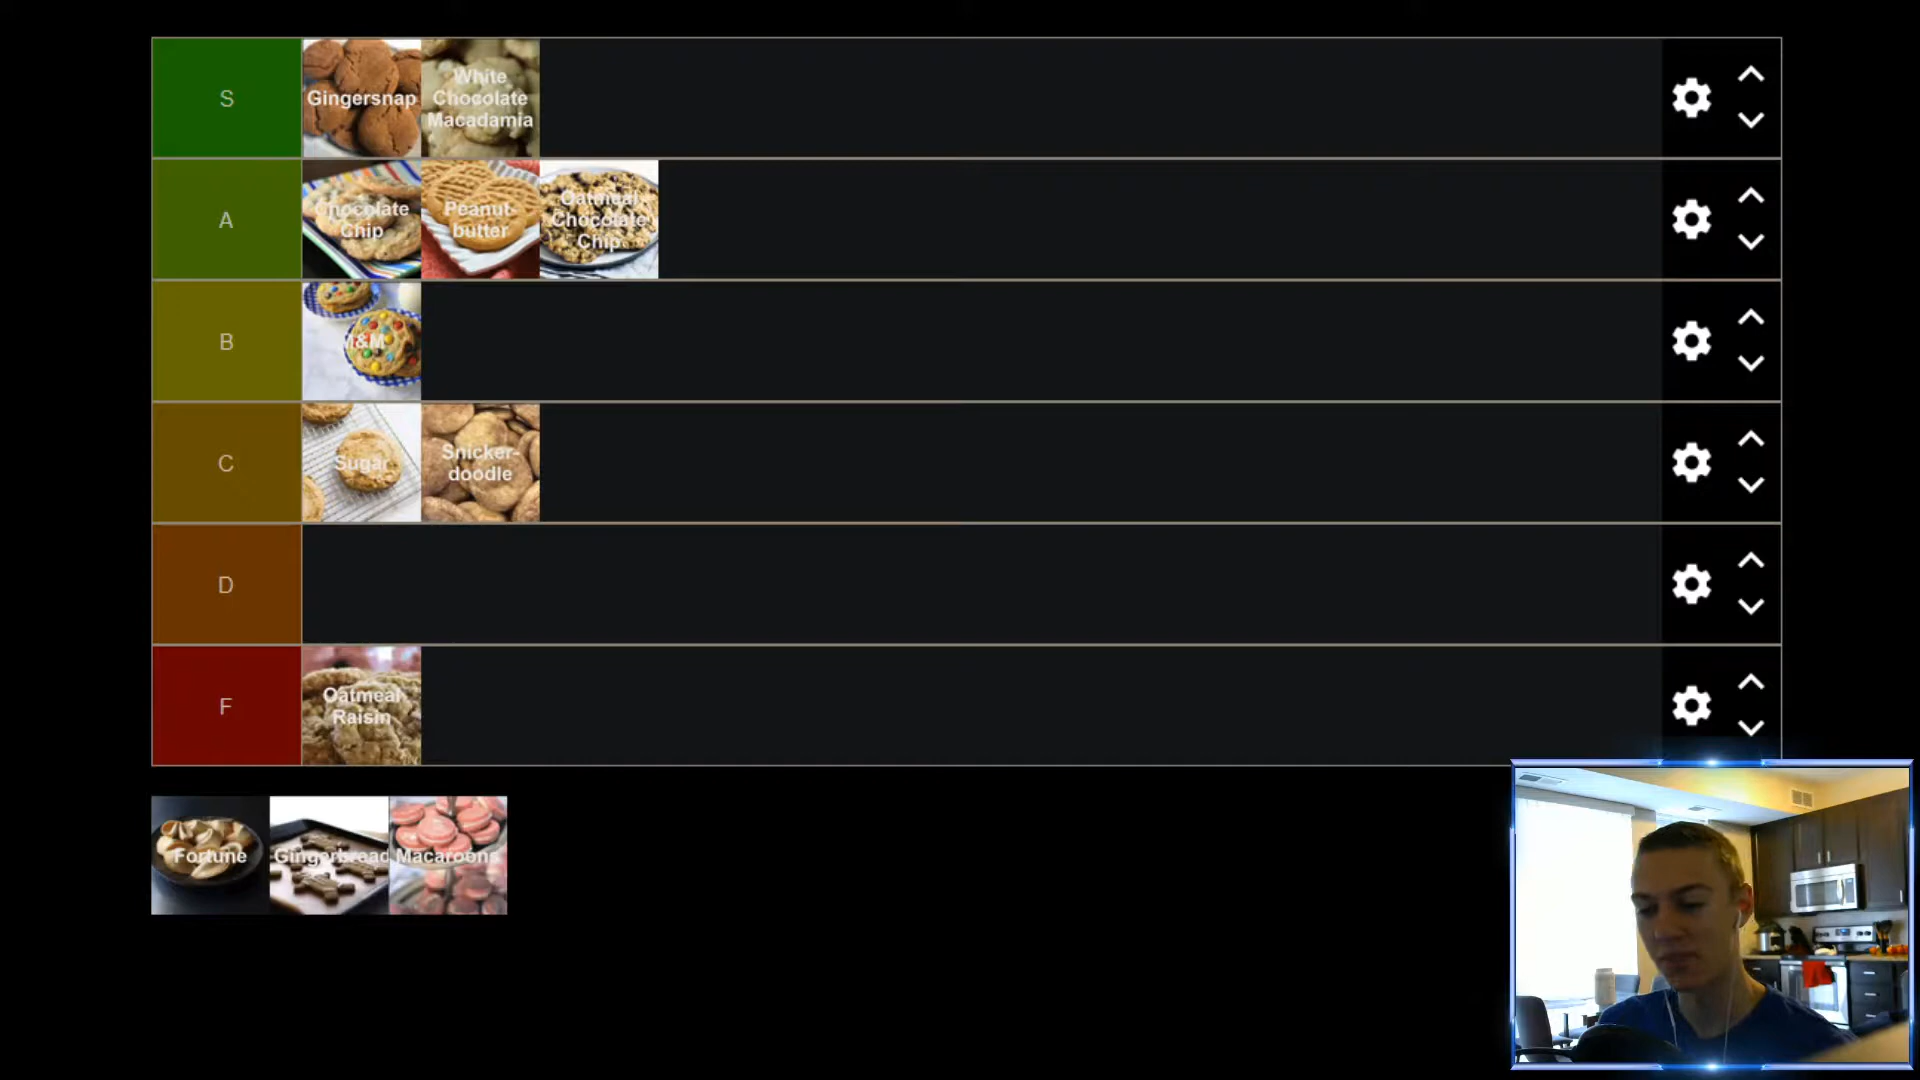 S
Gingersnap
White
Chocolate
Macadamia
A
Chocolate
Chip
Peanut-
butter
Oatmeal
Chocolate
Chip
B
M&M
C
Sugar
Snicker-
doodle
D
F
Oatmeal
Raisin
Fortune
Gingerbread
Macaroons